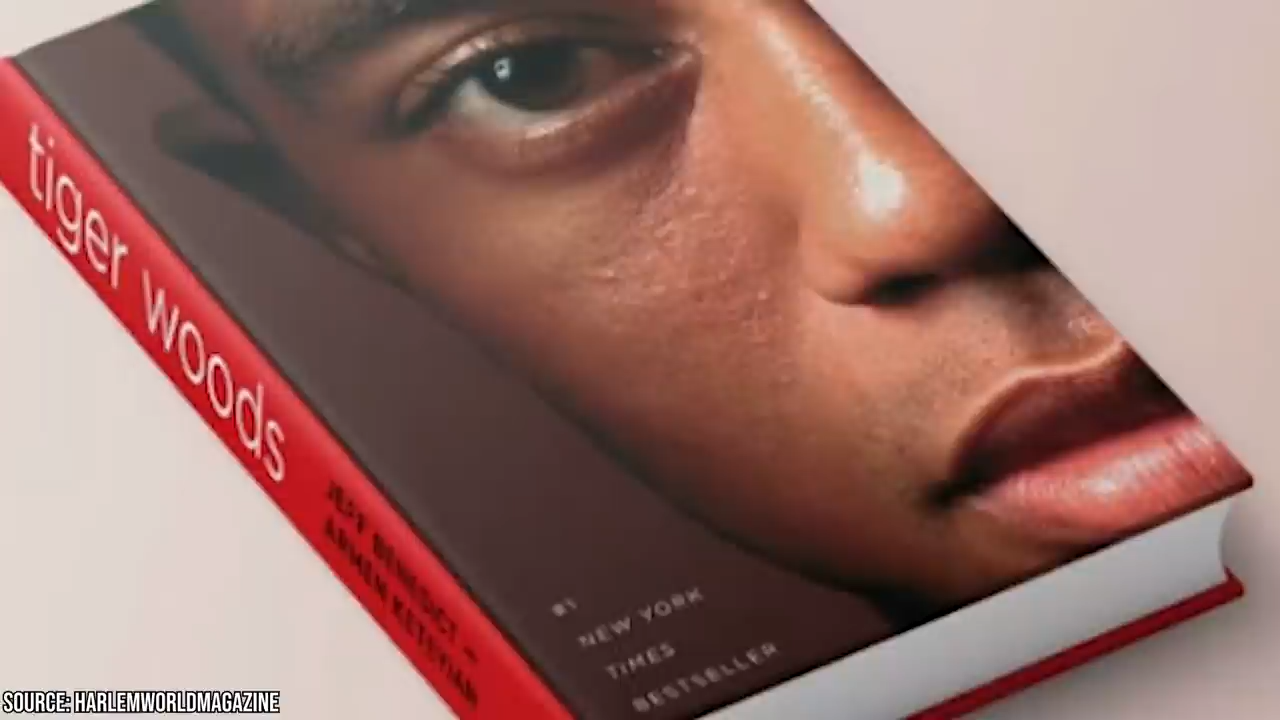 tiger woods
JEFF BENEDICT –
ARMEN KETEYIAN
#1
NEW YORK
TIMES
BESTSELLER
SOURCE: HARLEMWORLDMAGAZINE